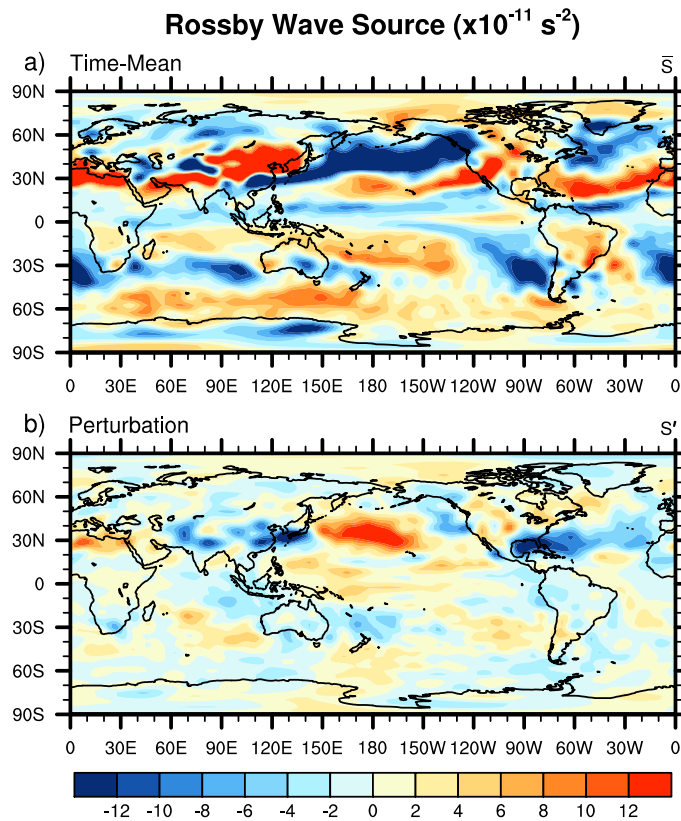 Rossby Wave Source (x10⁻¹¹ s⁻²)
a) Time-Mean S̅
90N
60N
30N
0
30S
60S
90S
0 30E 60E 90E 120E 150E 180 150W 120W 90W 60W 30W 0
b) Perturbation S′
90N
60N
30N
0
30S
60S
90S
0 30E 60E 90E 120E 150E 180 150W 120W 90W 60W 30W 0
-12 -10 -8 -6 -4 -2 0 2 4 6 8 10 12